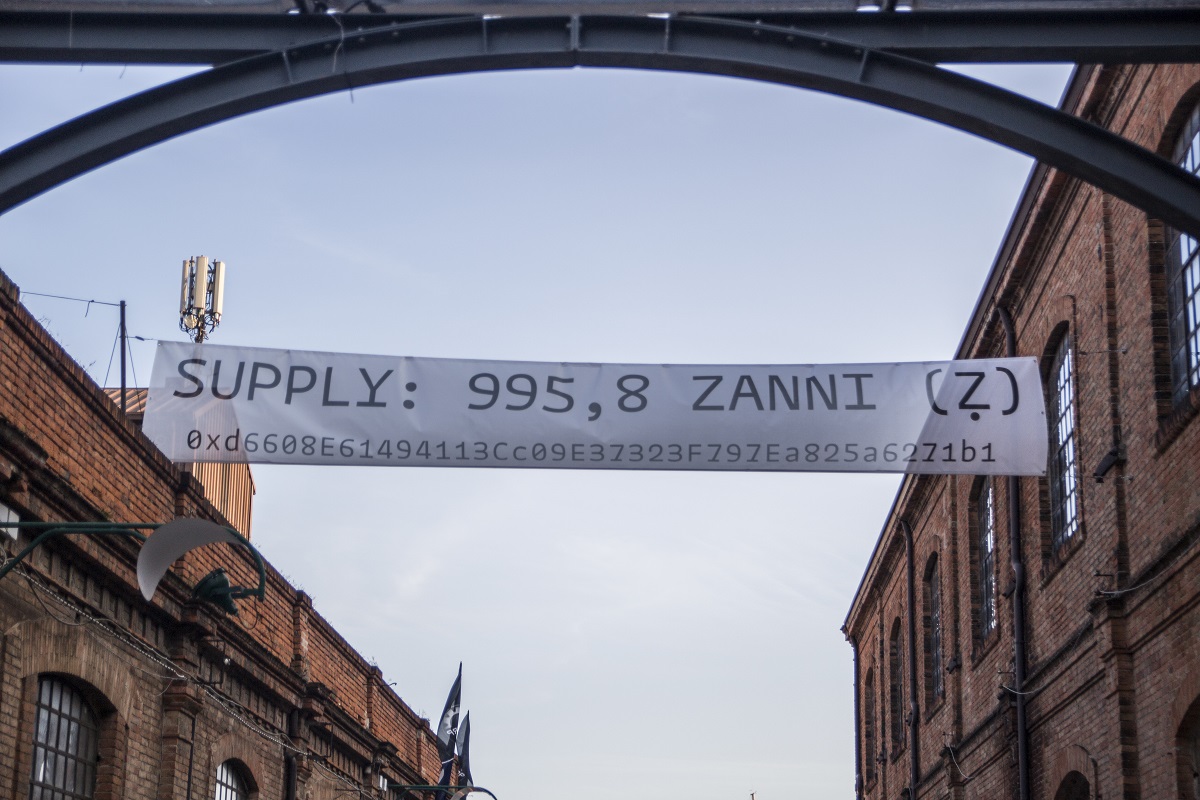 SUPPLY: 995,8 ZANNI (Ẓ)
0xd6608E61494113Cc09E37323F797Ea825a6271b1